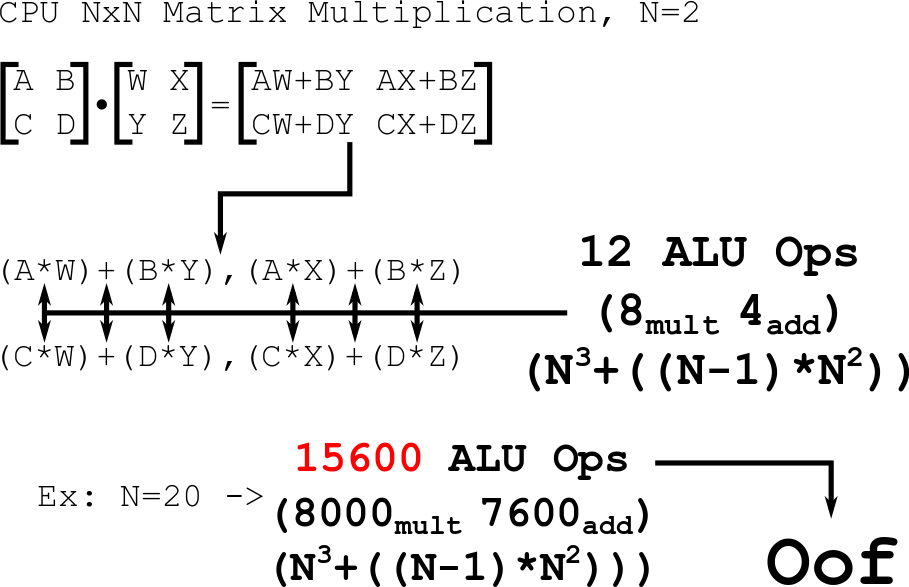 CPU NxN Matrix Multiplication, N=2
[A B] • [W X] = [AW+BY AX+BZ]
[C D] [Y Z] [CW+DY CX+DZ]
(A*W)+(B*Y),(A*X)+(B*Z)
(C*W)+(D*Y),(C*X)+(D*Z)
12 ALU Ops
(8mult 4add)
(N³+((N-1)*N²))
Ex: N=20 ->
15600 ALU Ops
(8000mult 7600add)
(N³+((N-1)*N²)))
Oof